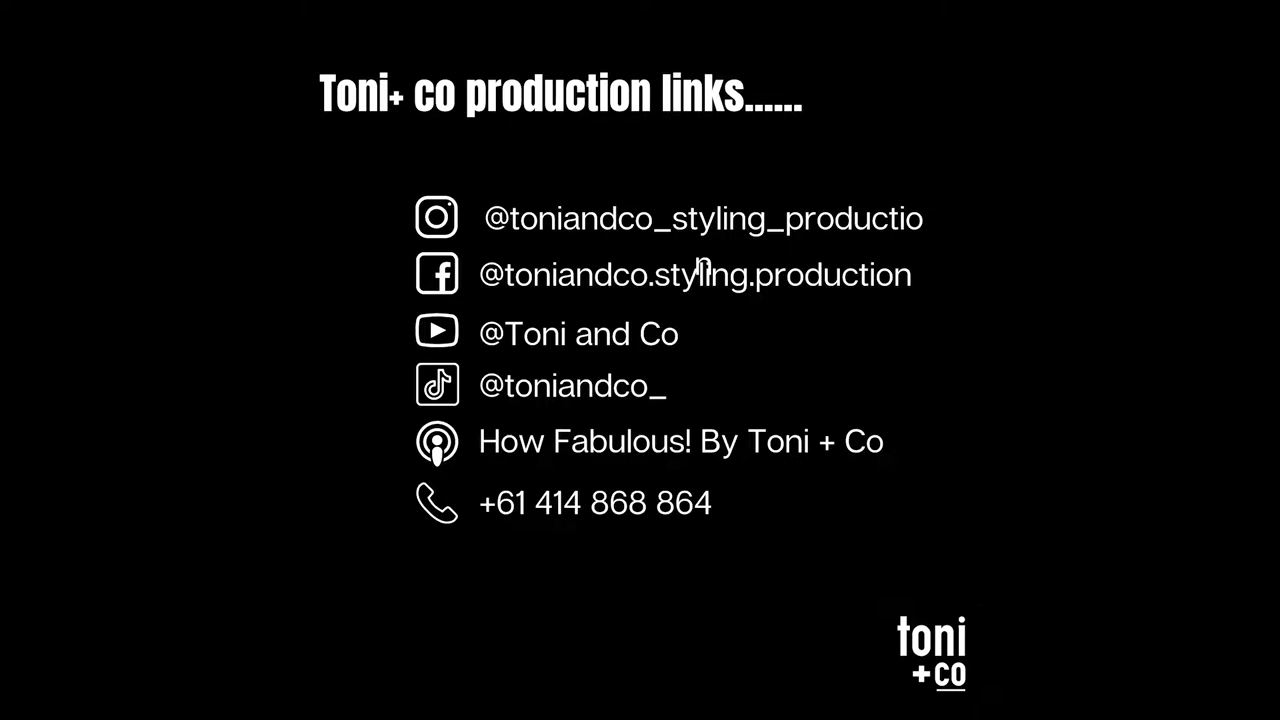 Toni+ co production links......
@toniandco_styling_productio
n
@toniandco.styling.production
@Toni and Co
@toniandco_
How Fabulous! By Toni + Co
+61 414 868 864
toni
+co